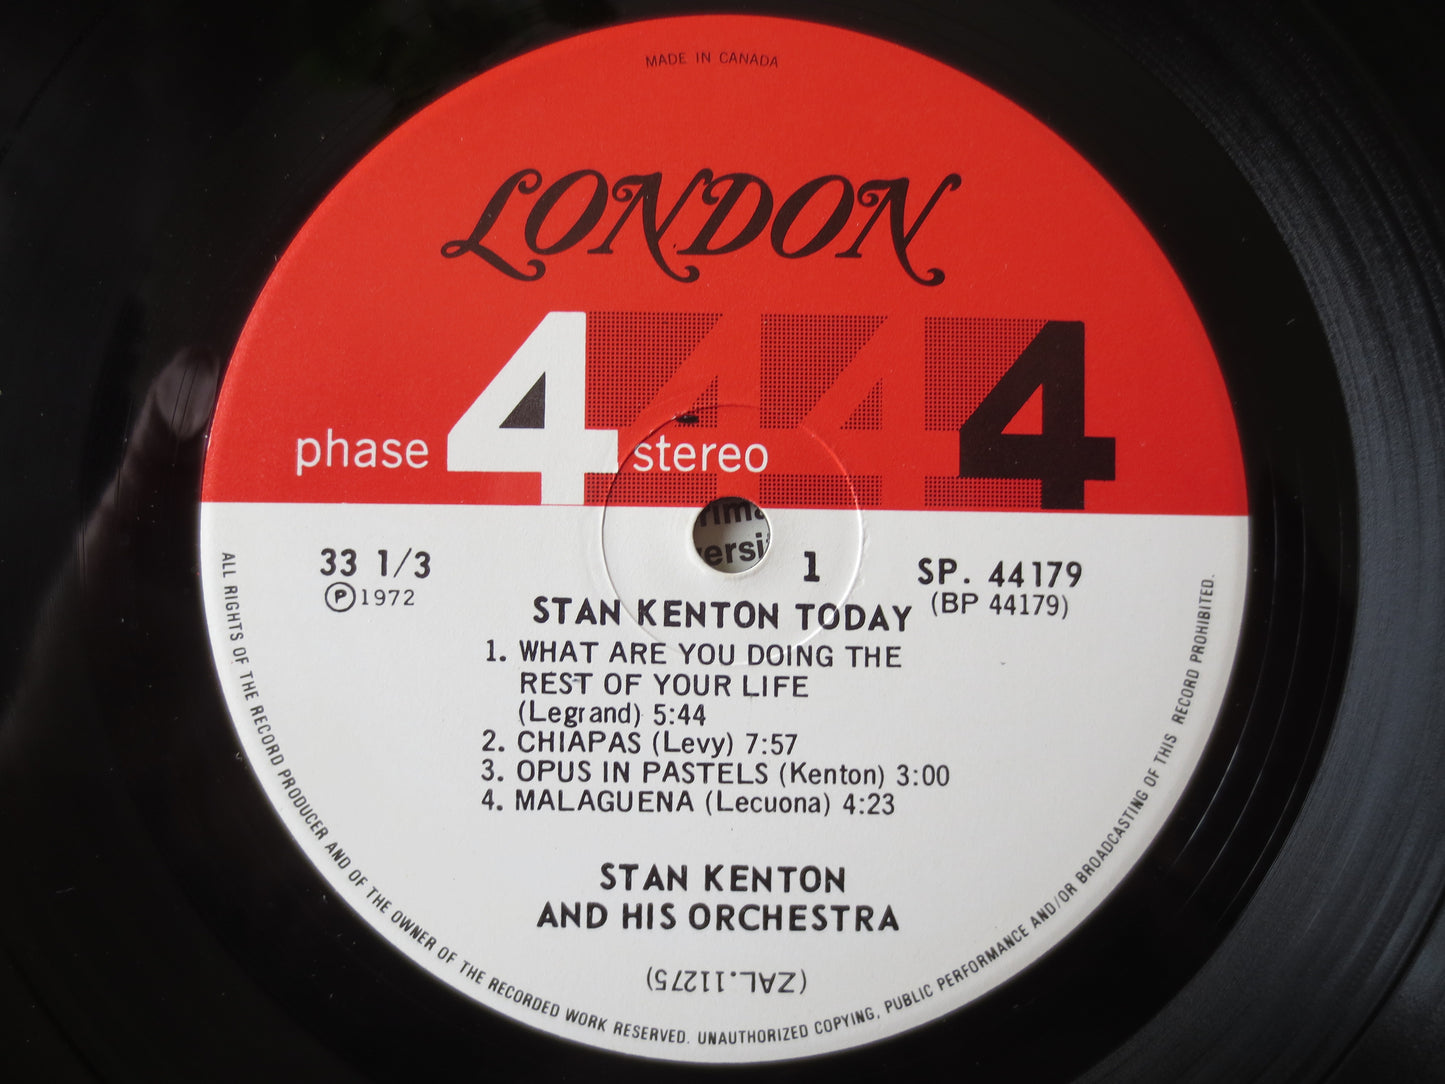 MADE IN CANADA
LONDON
phase 4 stereo 4
33 1/3
℗ 1972
1
SP. 44179
(BP 44179)
STAN KENTON TODAY
1. WHAT ARE YOU DOING THE
REST OF YOUR LIFE
(Legrand) 5:44
2. CHIAPAS (Levy) 7:57
3. OPUS IN PASTELS (Kenton) 3:00
4. MALAGUENA (Lecuona) 4:23
STAN KENTON
AND HIS ORCHESTRA
(ZAL.11275)
ALL RIGHTS OF THE RECORD PRODUCER AND OF THE OWNER OF THE RECORDED WORK RESERVED. UNAUTHORIZED COPYING, PUBLIC PERFORMANCE AND/OR BROADCASTING OF THIS RECORD PROHIBITED.